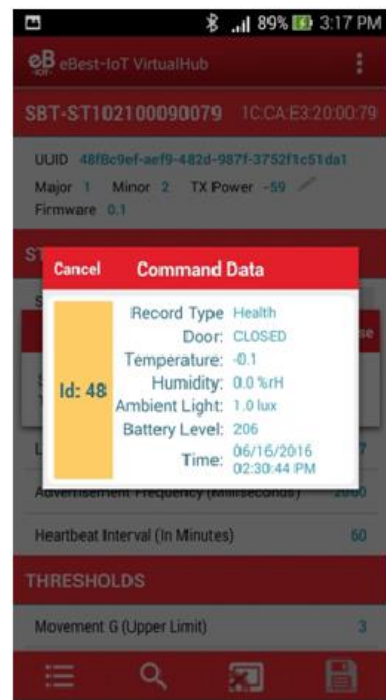 89% 3:17 PM
eB eBest-IoT VirtualHub
IOT
SBT-ST102100090079 1C:CA:E3:20:00:79
UUID 48f8c9ef-aef9-482d-987f-3752f1c51da1
Major 1 Minor 2 TX Power -59
Firmware 0.1
Cancel Command Data
Id: 48
Record Type Health
Door: CLOSED
Temperature: -0.1
Humidity: 0.0 %rH
Ambient Light: 1.0 lux
Battery Level: 206
Time: 06/16/2016
02:30:44 PM
Advertisement Frequency (Milliseconds) 2000
Heartbeat Interval (In Minutes) 60
THRESHOLDS
Movement G (Upper Limit) 3